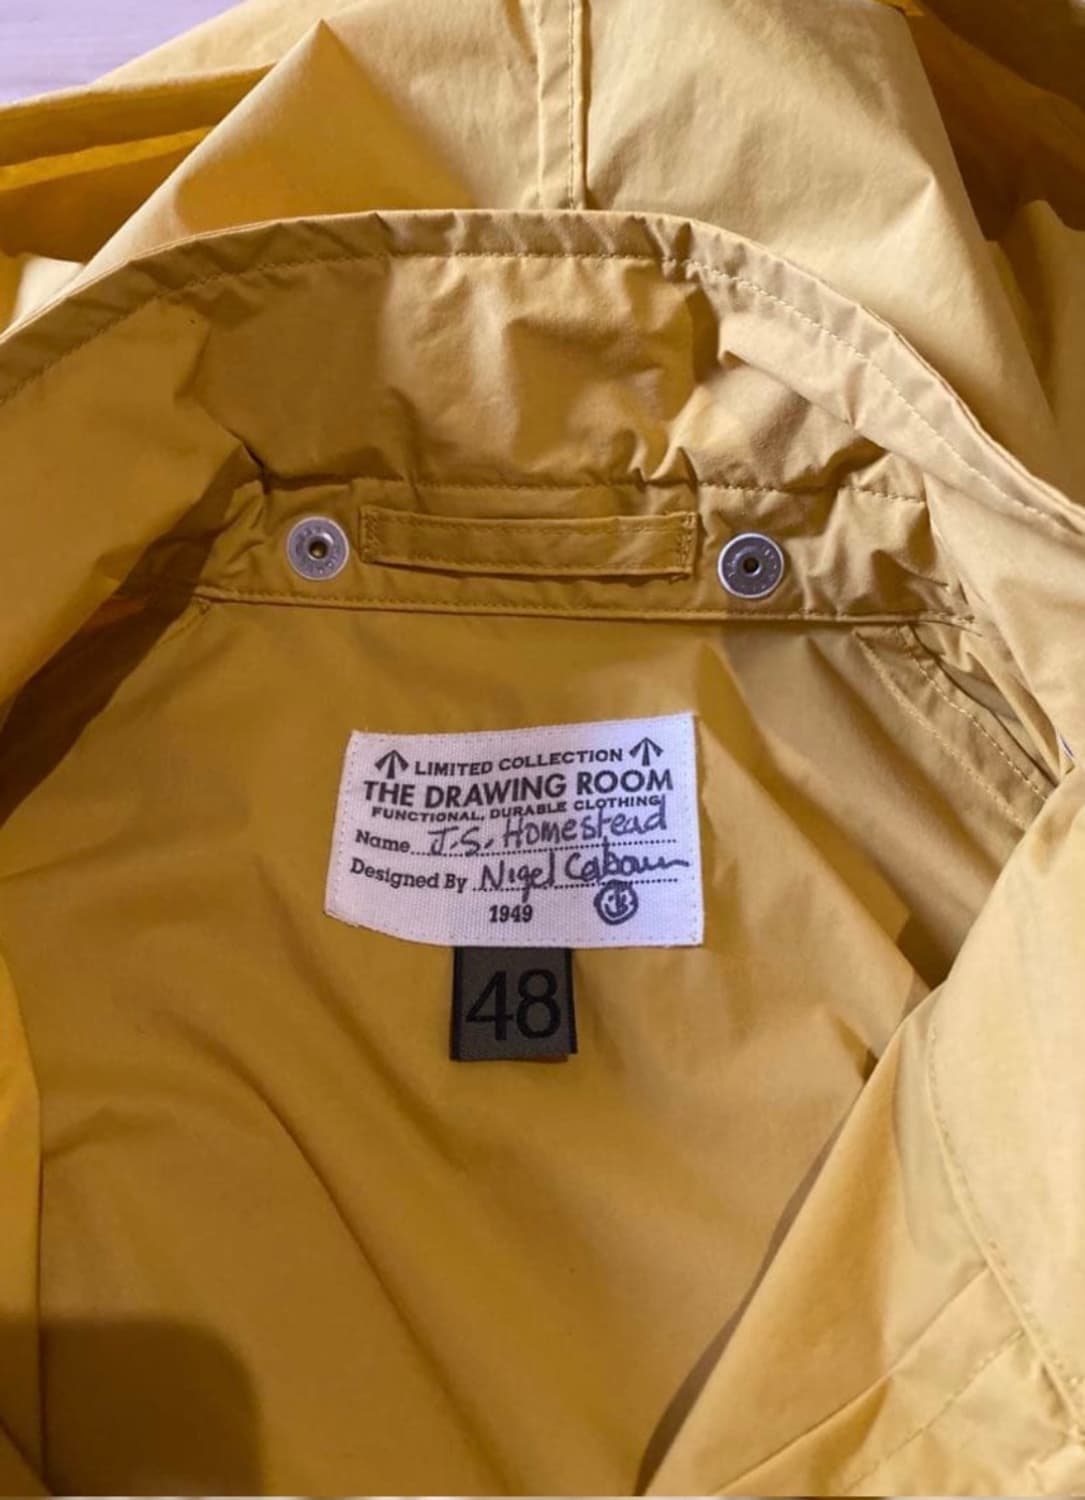 LIMITED COLLECTION
THE DRAWING ROOM
FUNCTIONAL, DURABLE CLOTHING
Name J.S. Homestead
Designed By Nigel Cabourn
1949
48